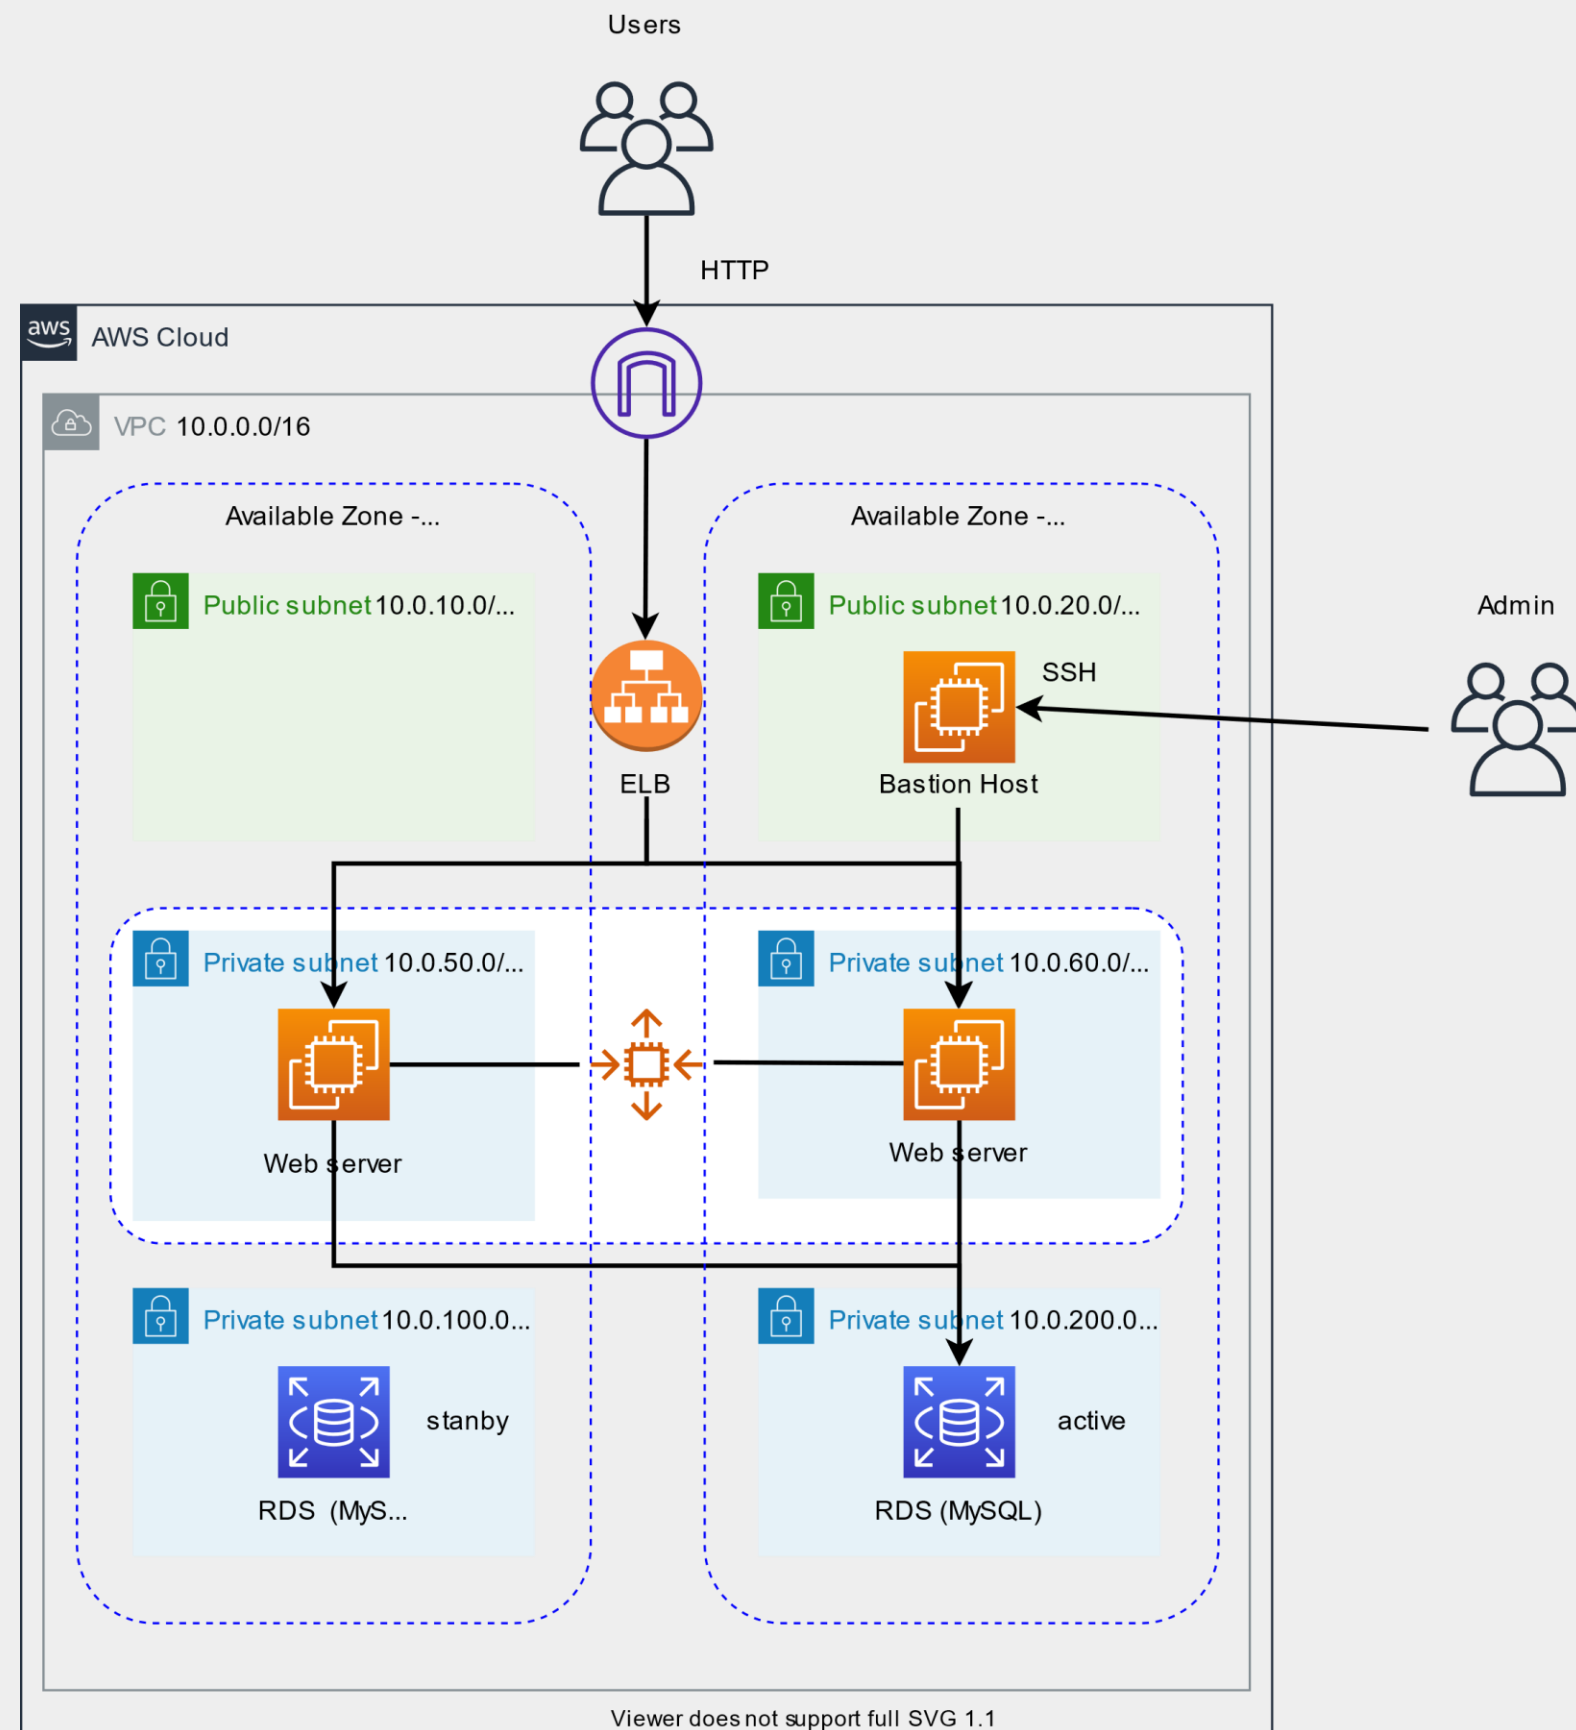 Users
HTTP
aws
AWS Cloud
VPC 10.0.0.0/16
Available Zone -...
Available Zone -...
Public subnet 10.0.10.0/...
Public subnet 10.0.20.0/...
Admin
SSH
ELB
Bastion Host
Private subnet 10.0.50.0/...
Private subnet 10.0.60.0/...
Web server
Web server
Private subnet 10.0.100.0...
Private subnet 10.0.200.0...
stanby
active
RDS (MyS...
RDS (MySQL)
Viewer does not support full SVG 1.1